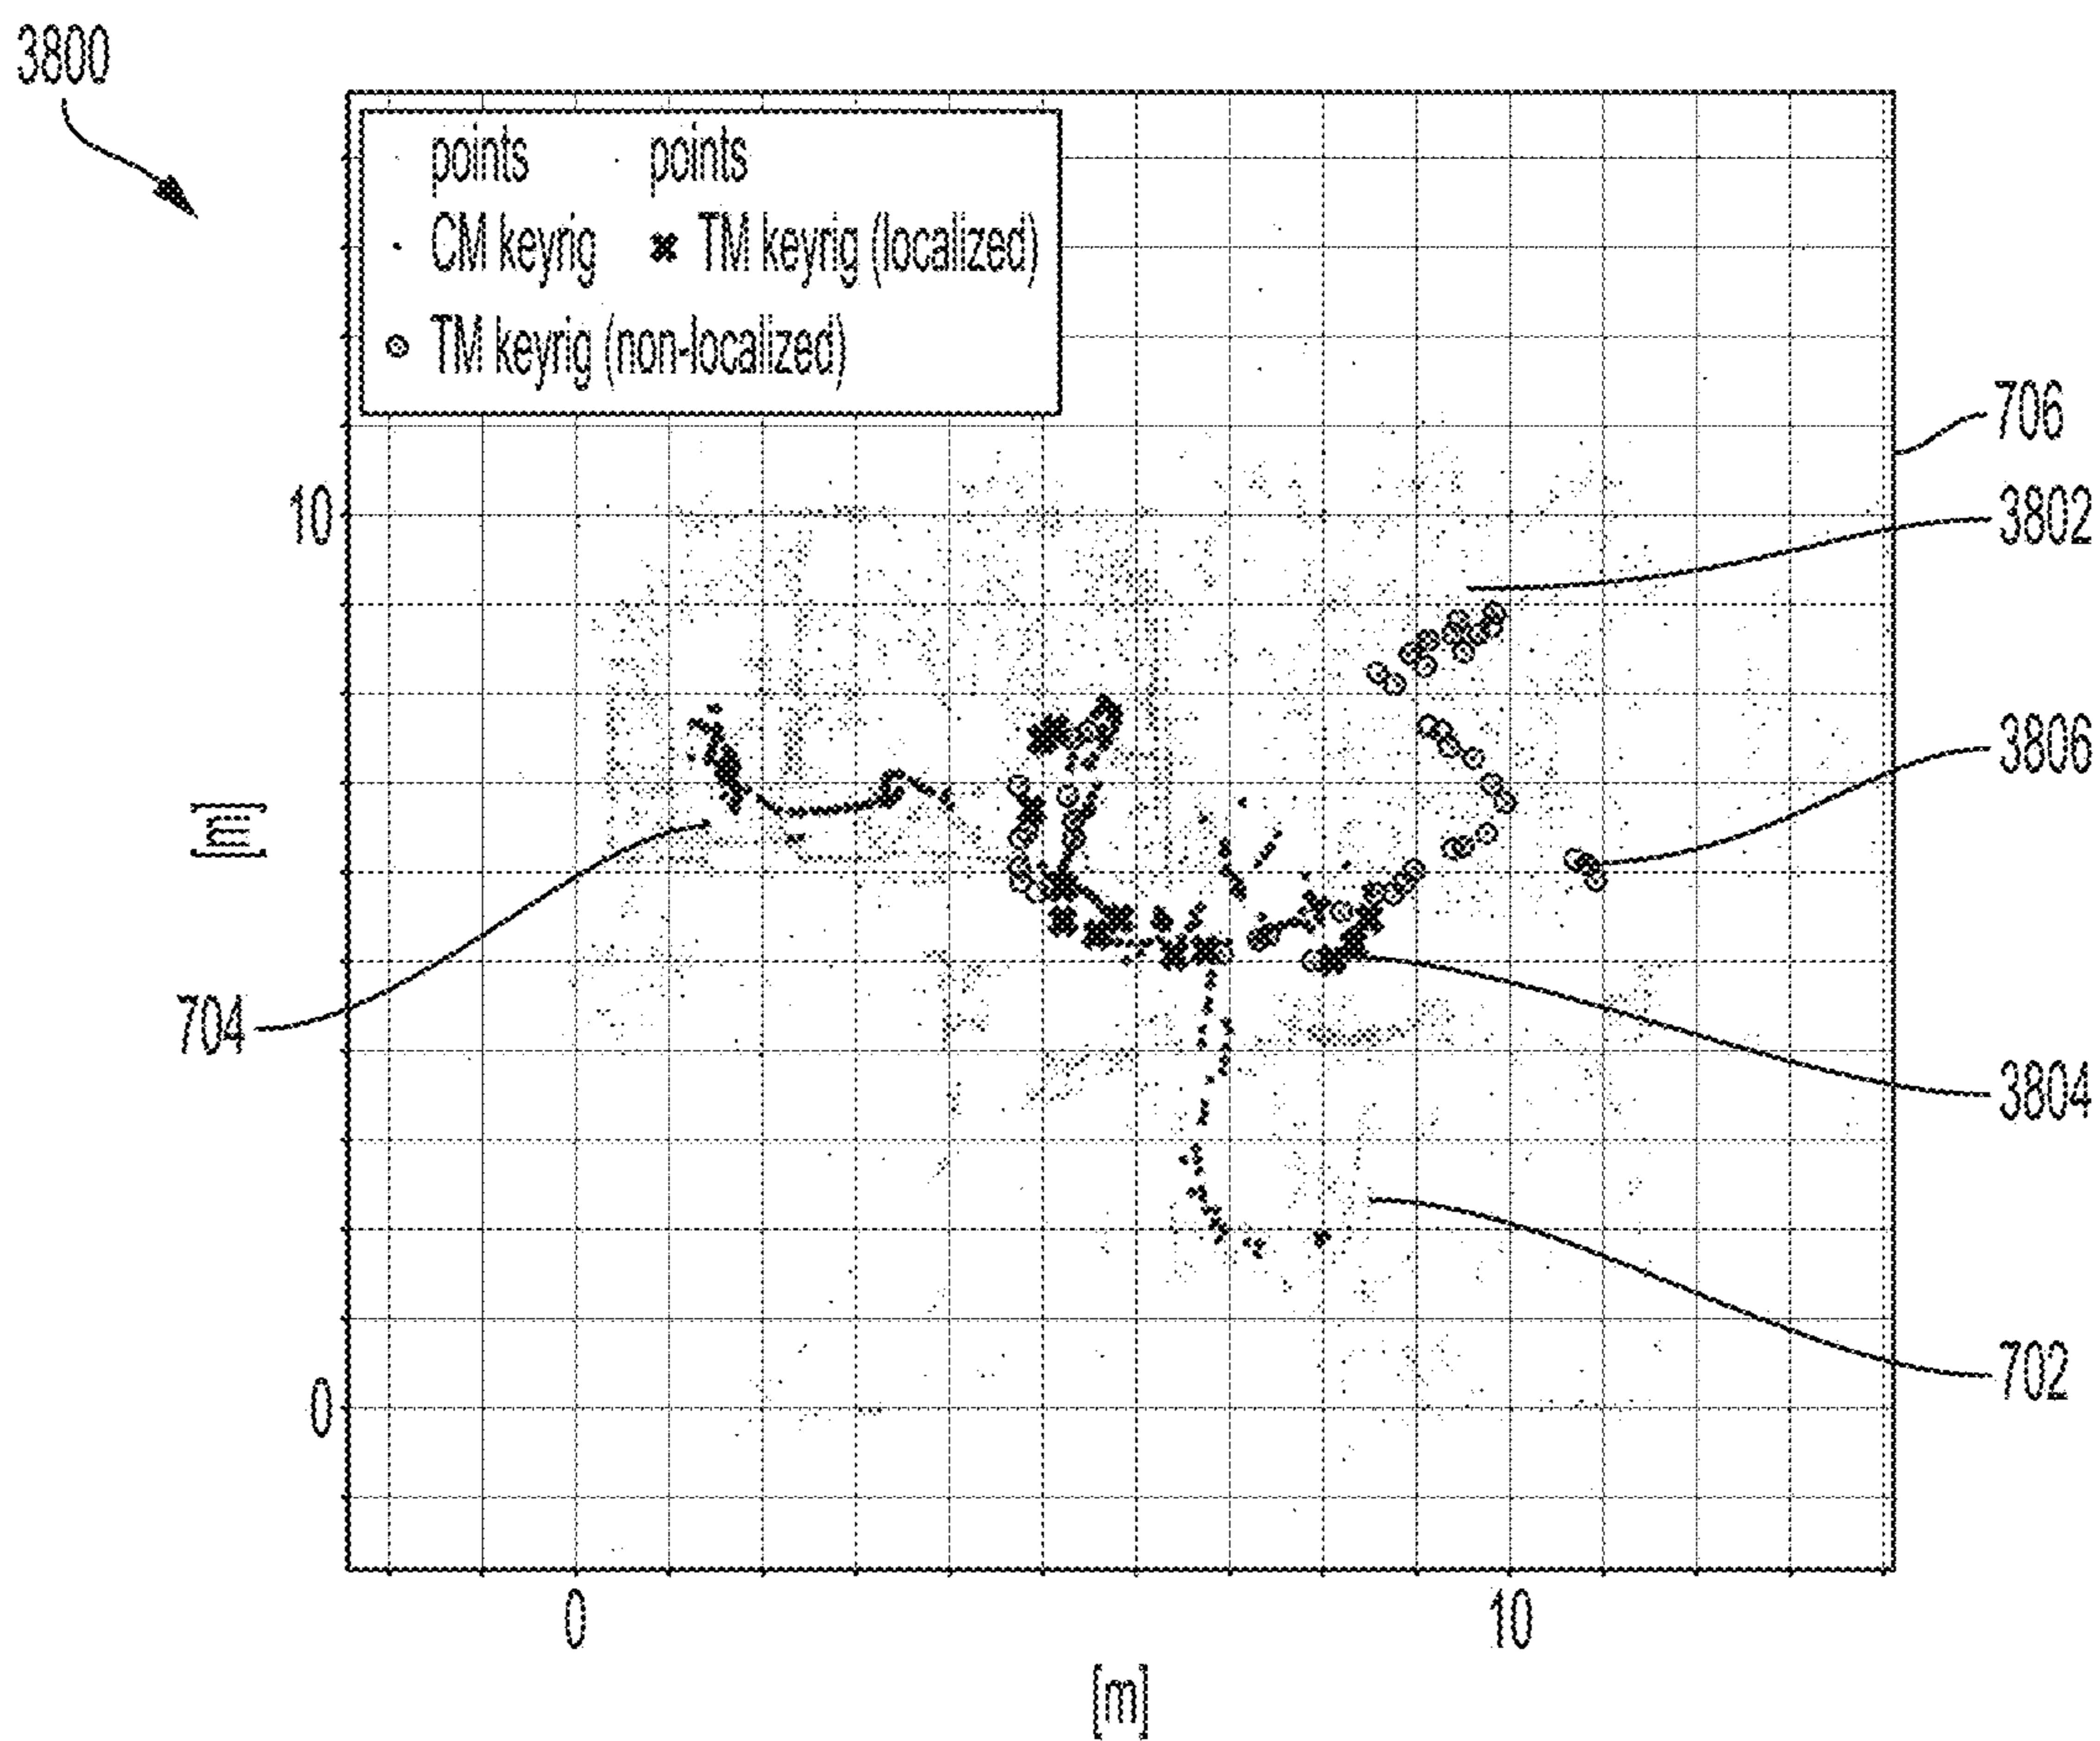 3800
points points
CM keyrig TM keyrig (localized)
TM keyrig (non-localized)
706
10
3802
3806
[m]
704
3804
702
0
0 10
[m]